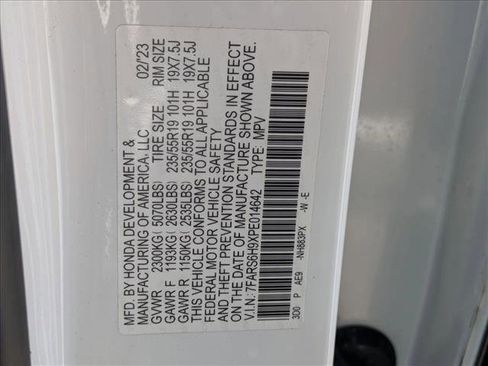 MFD. BY HONDA DEVELOPMENT & 02/'23
MANUFACTURING OF AMERICA, LLC
TIRE SIZE RIM SIZE
GVWR 2300KG( 5070LBS) 235/55R19 101H 19X7.5J
GAWR F 1193KG( 2630LBS) 235/55R19 101H 19X7.5J
GAWR R 1150KG( 2535LBS)
THIS VEHICLE CONFORMS TO ALL APPLICABLE
FEDERAL MOTOR VEHICLE SAFETY
AND THEFT PREVENTION STANDARDS IN EFFECT
ON THE DATE OF MANUFACTURE SHOWN ABOVE.
V.I.N: 7FARS6H9XPE014642 TYPE: MPV
3D0 P AE9 -NH883PX -W -E